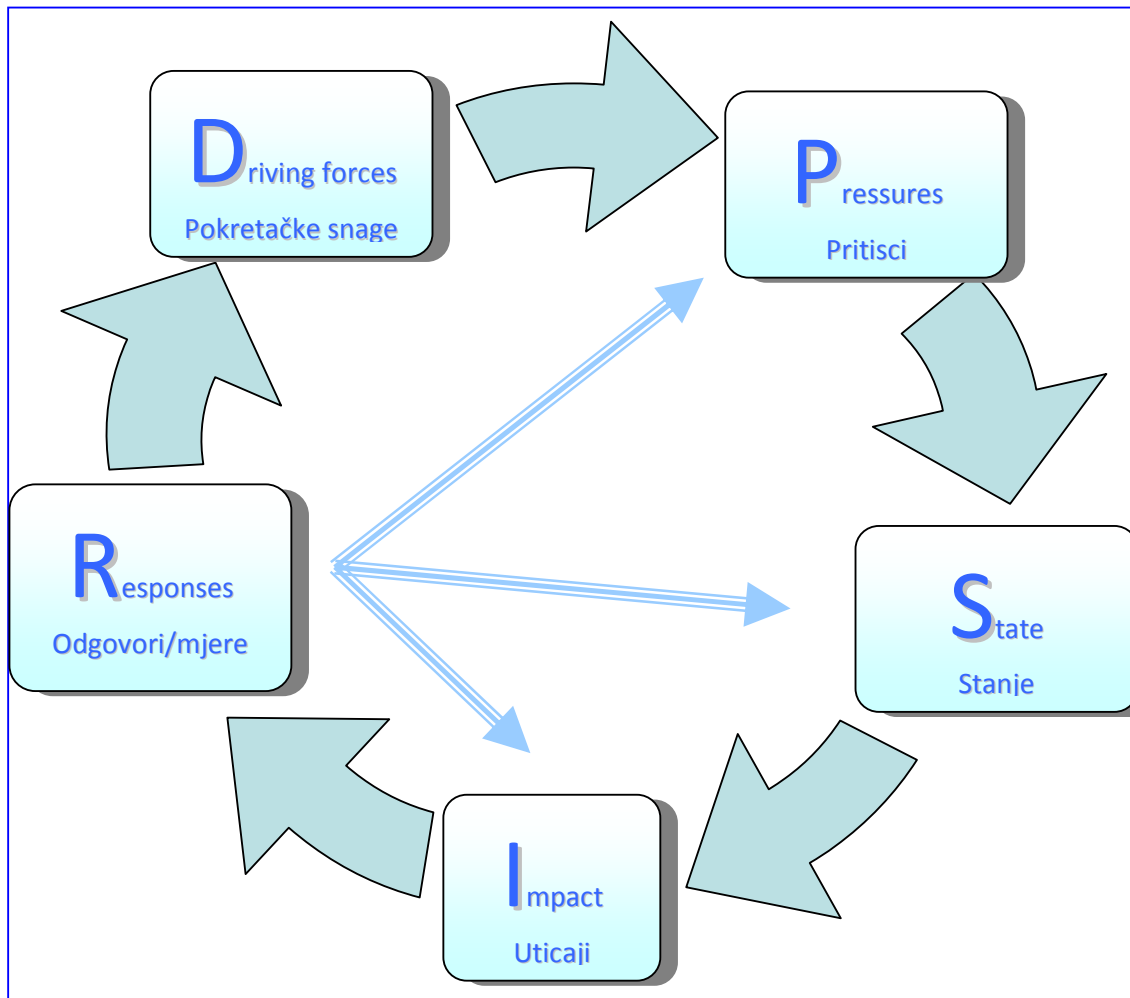 Driving forces
Pokretačke snage
Pressures
Pritisci
State
Stanje
Impact
Uticaji
Responses
Odgovori/mjere